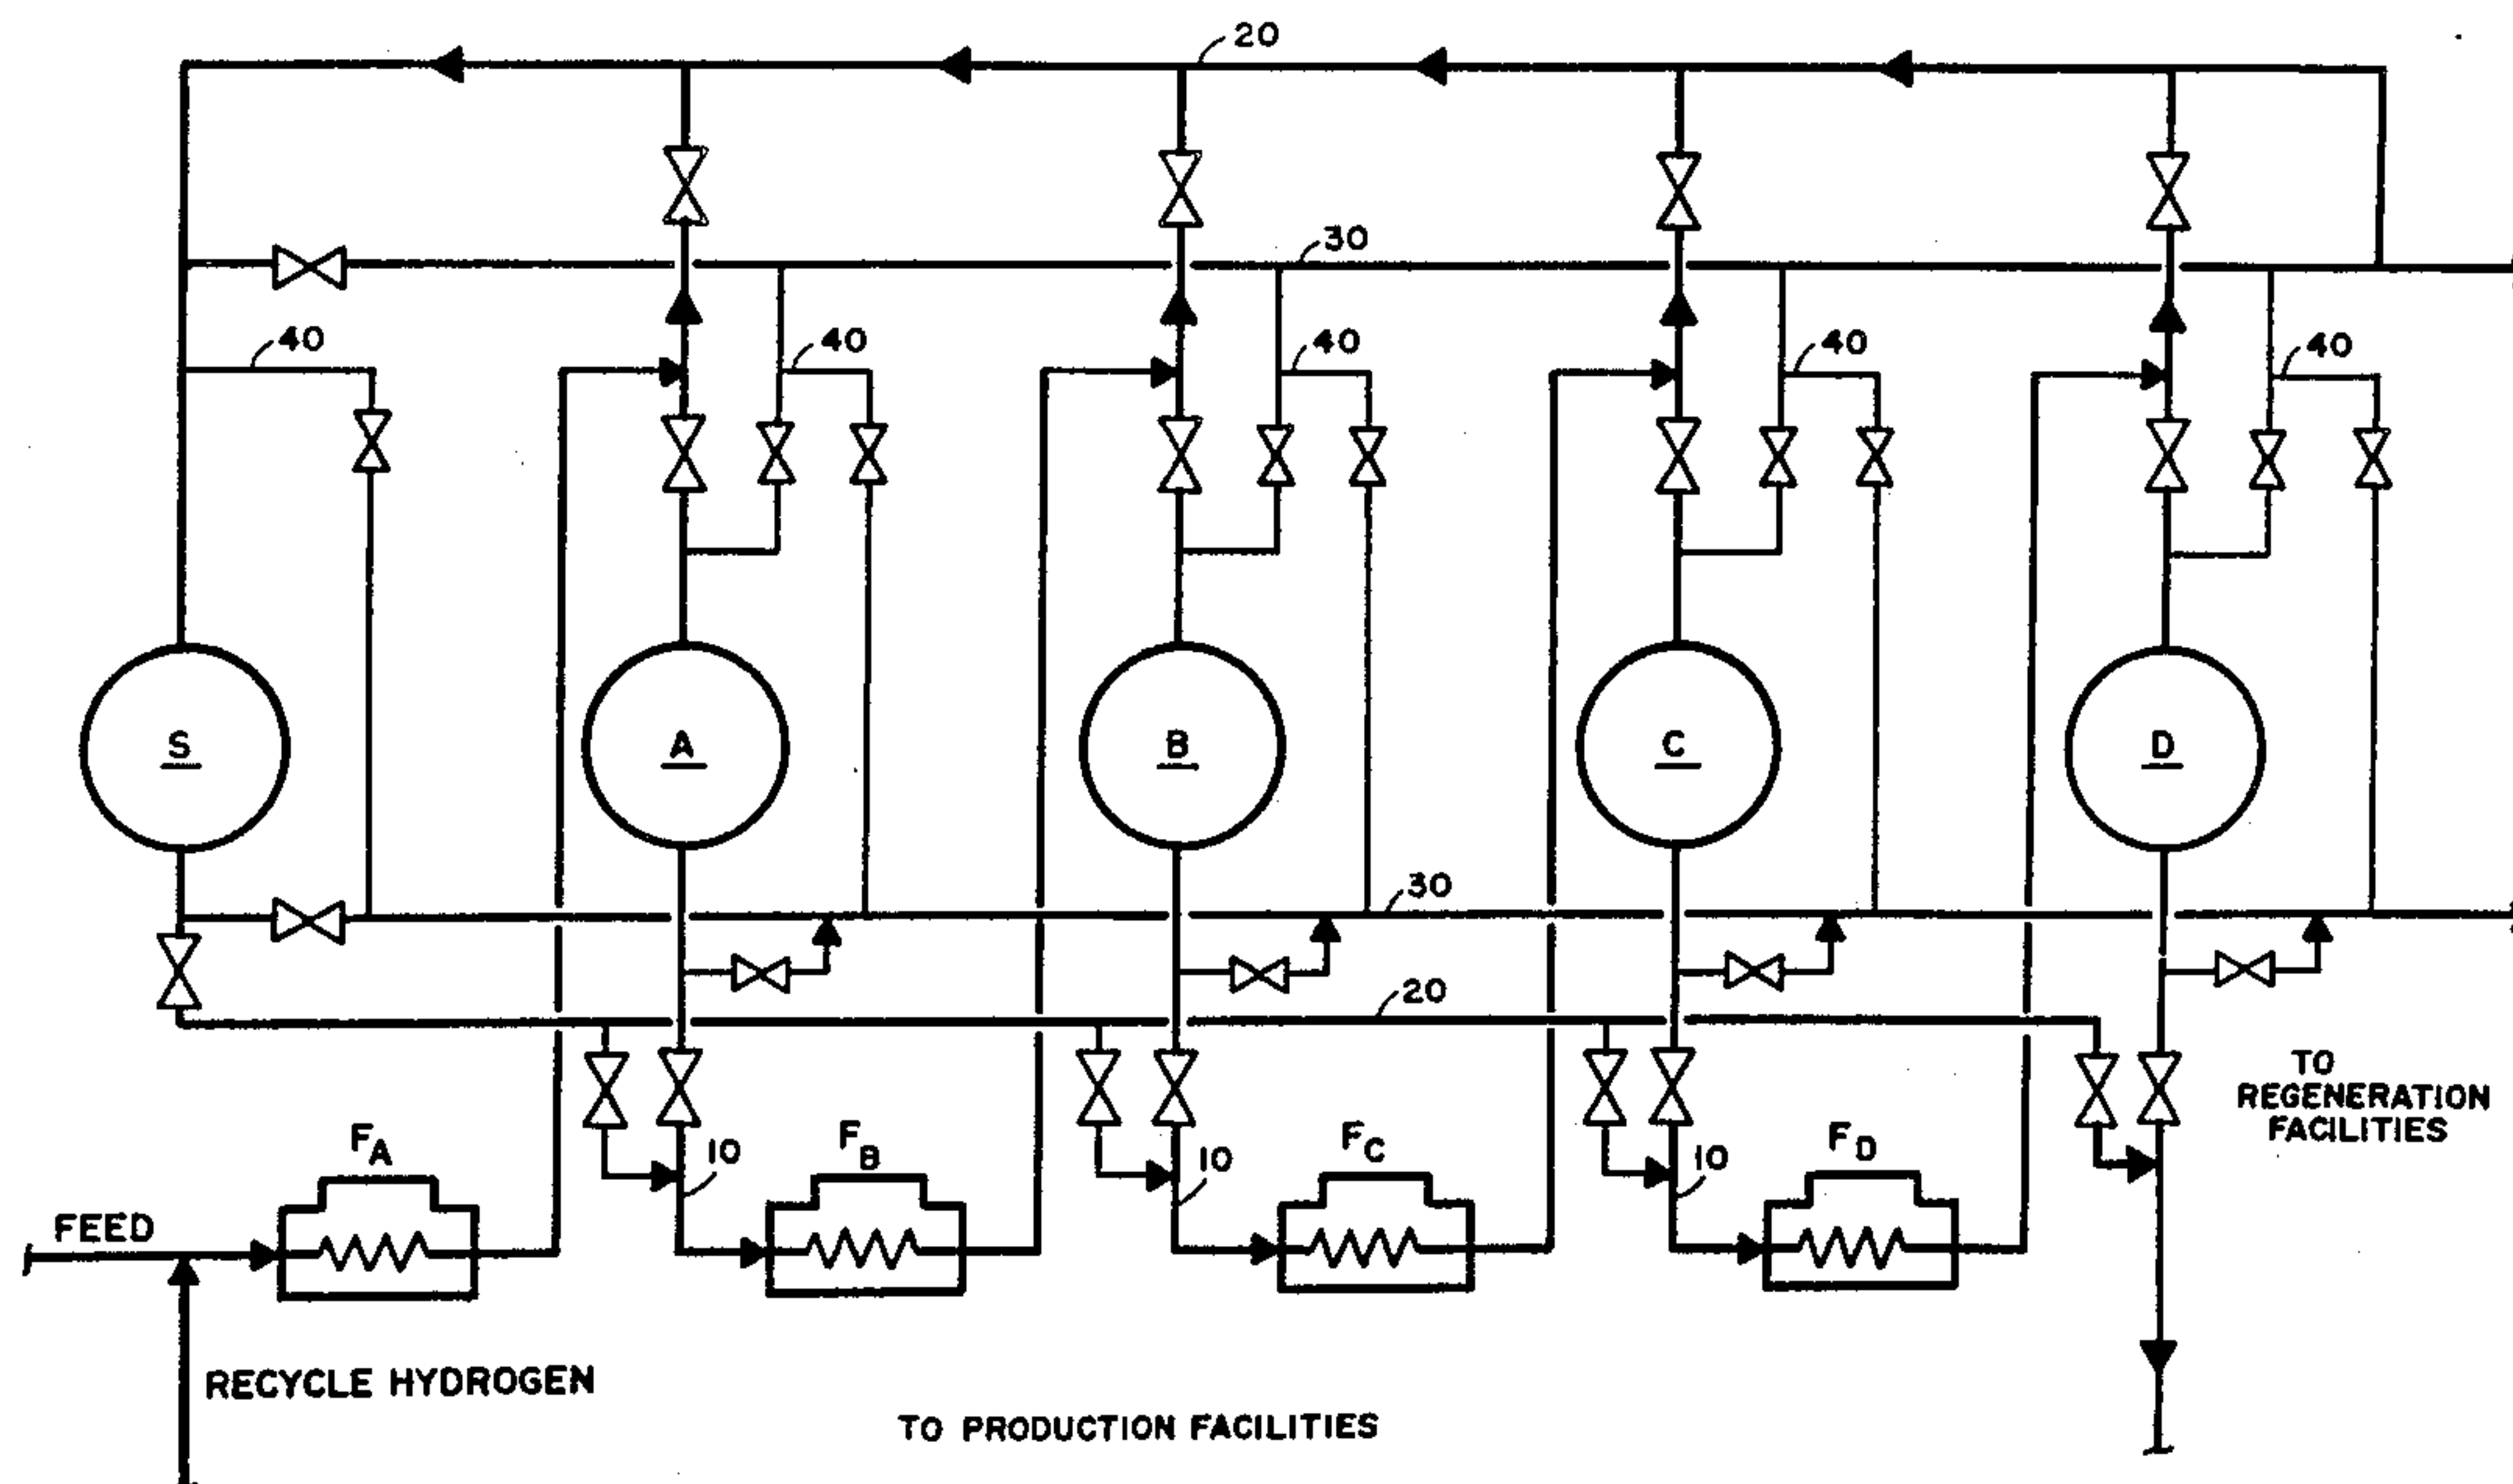 20
30
40
40
40
40
40
S
A
B
C
D
30
20
TO
REGENERATION
FACILITIES
FA
FB
FC
FD
10
10
10
FEED
RECYCLE HYDROGEN
TO PRODUCTION FACILITIES